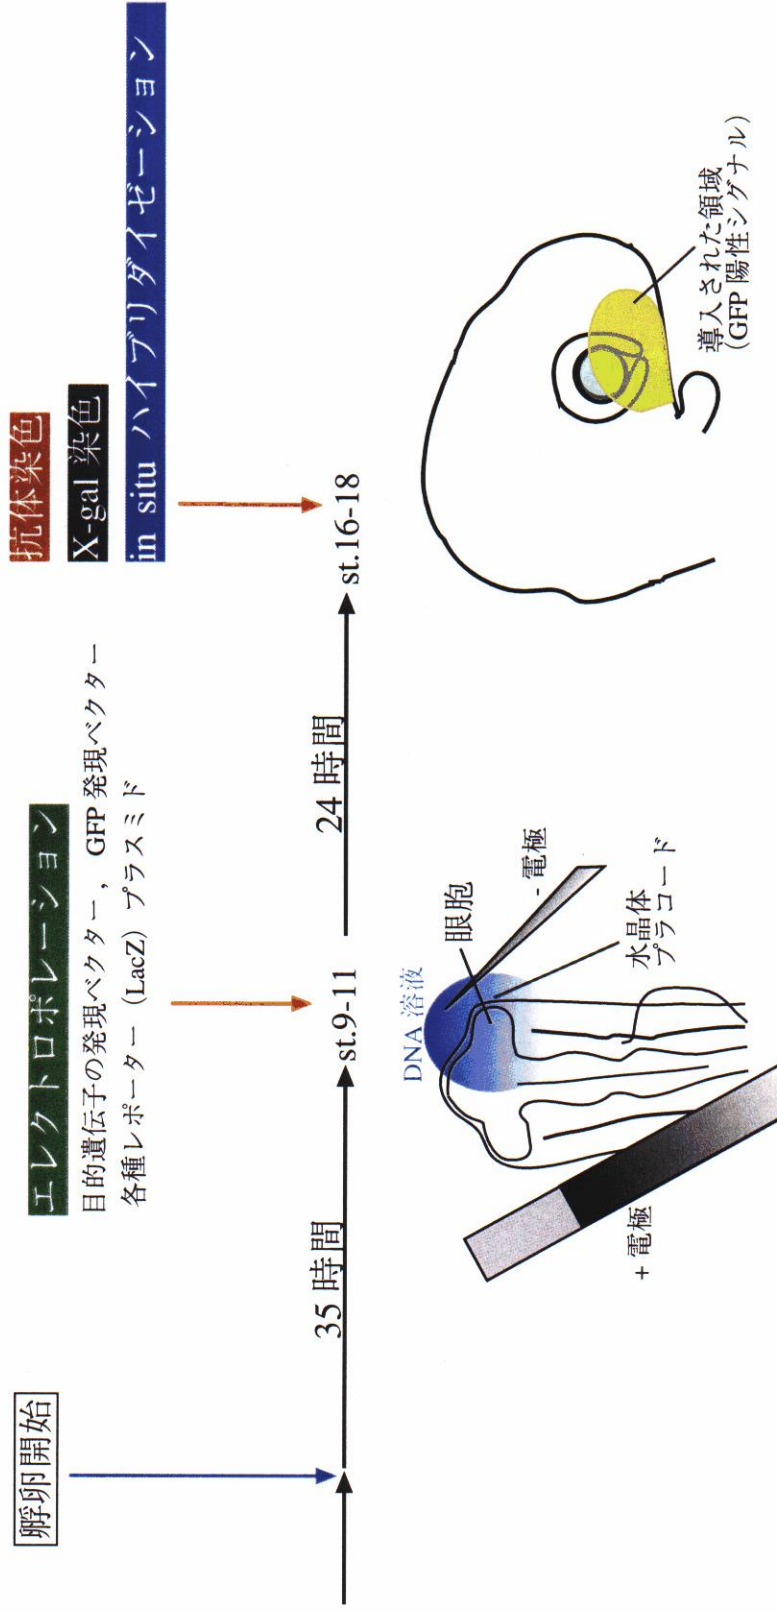 孵卵開始
エレクトロポレーション
目的遺伝子の発現ベクター，GFP 発現ベクター
各種レポーター（LacZ）プラスミド
抗体染色
X-gal 染色
in situ ハイブリダイゼーション
35 時間
st.9-11
24 時間
st.16-18
DNA 溶液
眼胞
- 電極
水晶体
プラコード
+ 電極
導入された領域
（GFP 陽性シグナル）